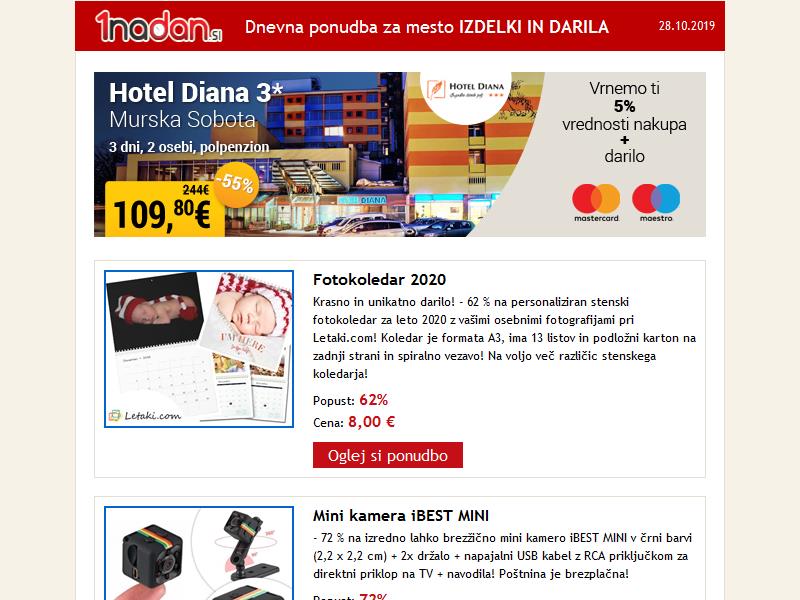 1nadan.si
Dnevna ponudba za mesto IZDELKI IN DARILA
28.10.2019
Hotel Diana 3*
Murska Sobota
3 dni, 2 osebi, polpenzion
244€
-55%
109,80€
HOTEL DIANA
DIANA
Vrnemo ti
5%
vrednosti nakupa
+
darilo
mastercard
maestro
Fotokoledar 2020
Krasno in unikatno darilo! - 62 % na personaliziran stenski
fotokoledar za leto 2020 z vašimi osebnimi fotografijami pri
Letaki.com! Koledar je formata A3, ima 13 listov in podložni karton na
zadnji strani in spiralno vezavo! Na voljo več različic stenskega
koledarja!
Popust: 62%
Cena: 8,00 €
Oglej si ponudbo
I'M HERE
Letaki.com
Mini kamera iBEST MINI
- 72 % na izredno lahko brezžično mini kamero iBEST MINI v črni barvi
(2,2 x 2,2 cm) + 2x držalo + napajalni USB kabel z RCA priključkom za
direktni priklop na TV + navodila! Poštnina je brezplačna!
Popust: 72%